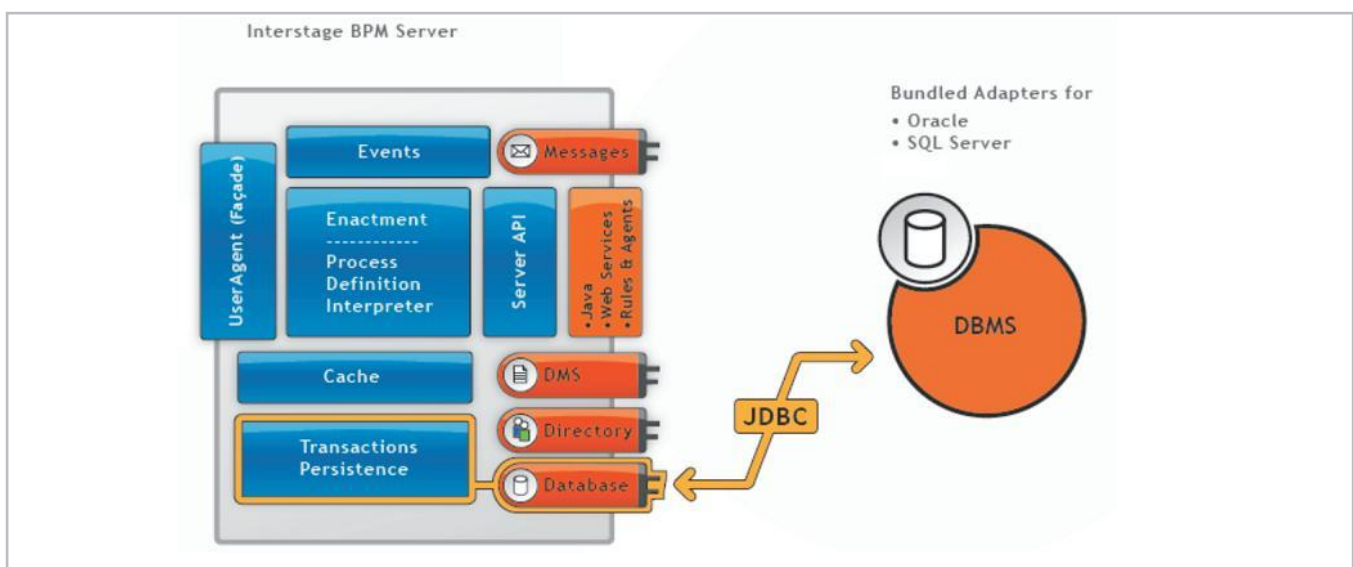 Interstage BPM Server
Bundled Adapters for
• Oracle
• SQL Server
UserAgent (Façade)
Events
Messages
Enactment
------------
Process
Definition
Interpreter
Server API
•Java
•Web Services
•Rules & Agents
Cache
DMS
Transactions
Persistence
Directory
Database
JDBC
DBMS